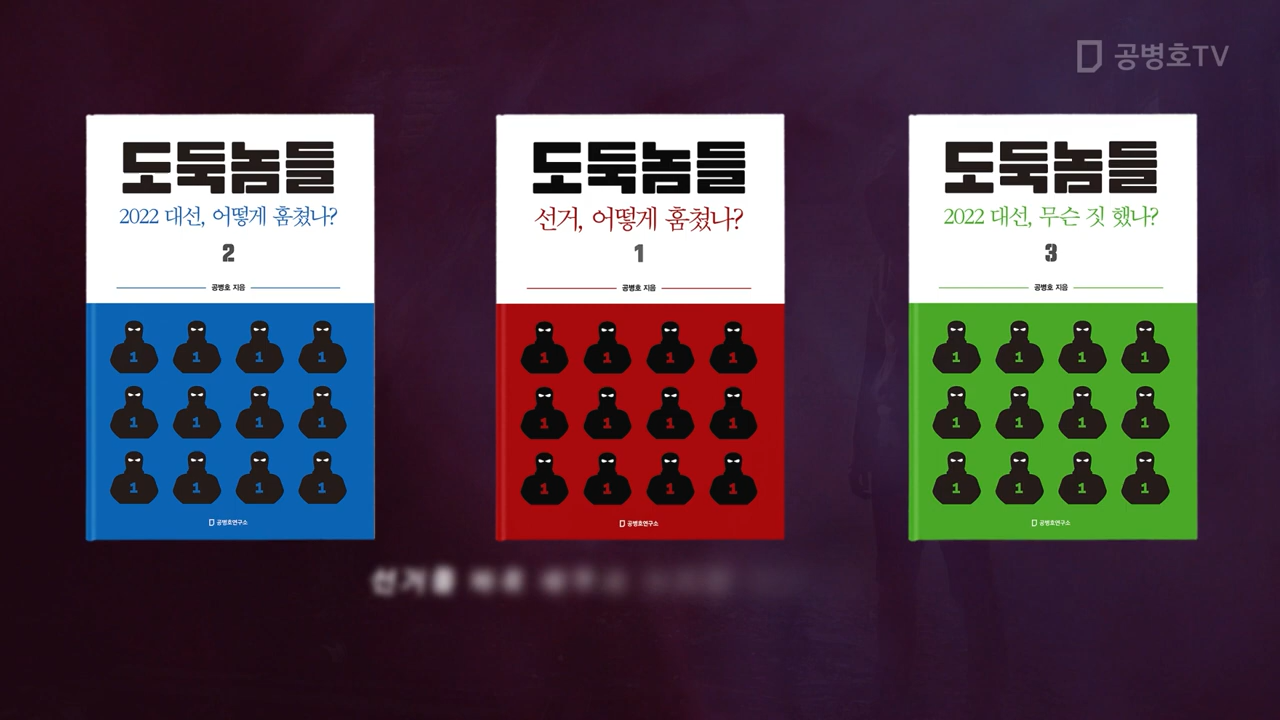 공병호TV
도둑놈들
2022 대선, 어떻게 훔쳤나?
2
공병호 지음
1 1 1 1
1 1 1 1
1 1 1 1
공병호연구소
도둑놈들
선거, 어떻게 훔쳤나?
1
공병호 지음
1 1 1 1
1 1 1 1
1 1 1 1
공병호연구소
도둑놈들
2022 대선, 무슨 짓 했나?
3
공병호 지음
1 1 1 1
1 1 1 1
1 1 1 1
공병호연구소
선거를